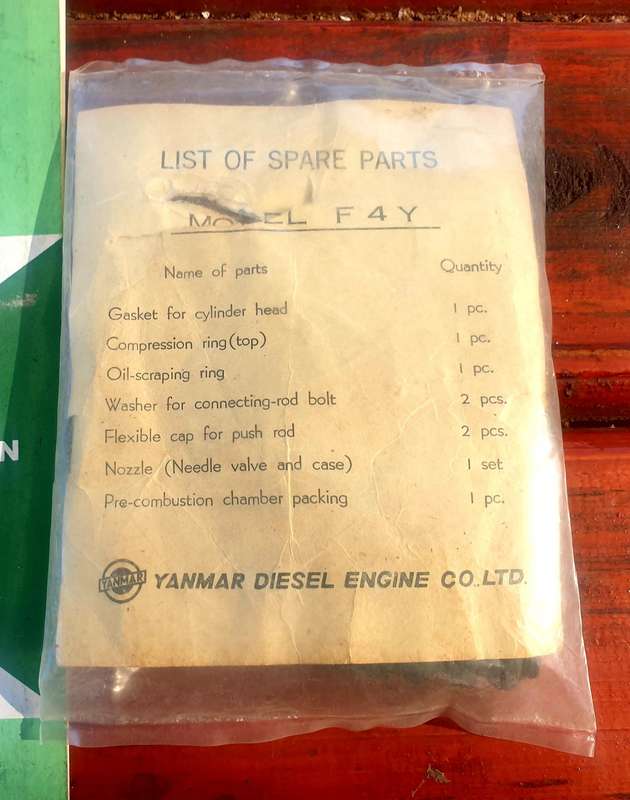 LIST OF SPARE PARTS
MODEL F4Y
Name of parts Quantity
Gasket for cylinder head 1 pc.
Compression ring(top) 1 pc.
Oil-scraping ring 1 pc.
Washer for connecting-rod bolt 2 pcs.
Flexible cap for push rod 2 pcs.
Nozzle (Needle valve and case) 1 set
Pre-combustion chamber packing 1 pc.
YANMAR YANMAR DIESEL ENGINE CO.,LTD.
N